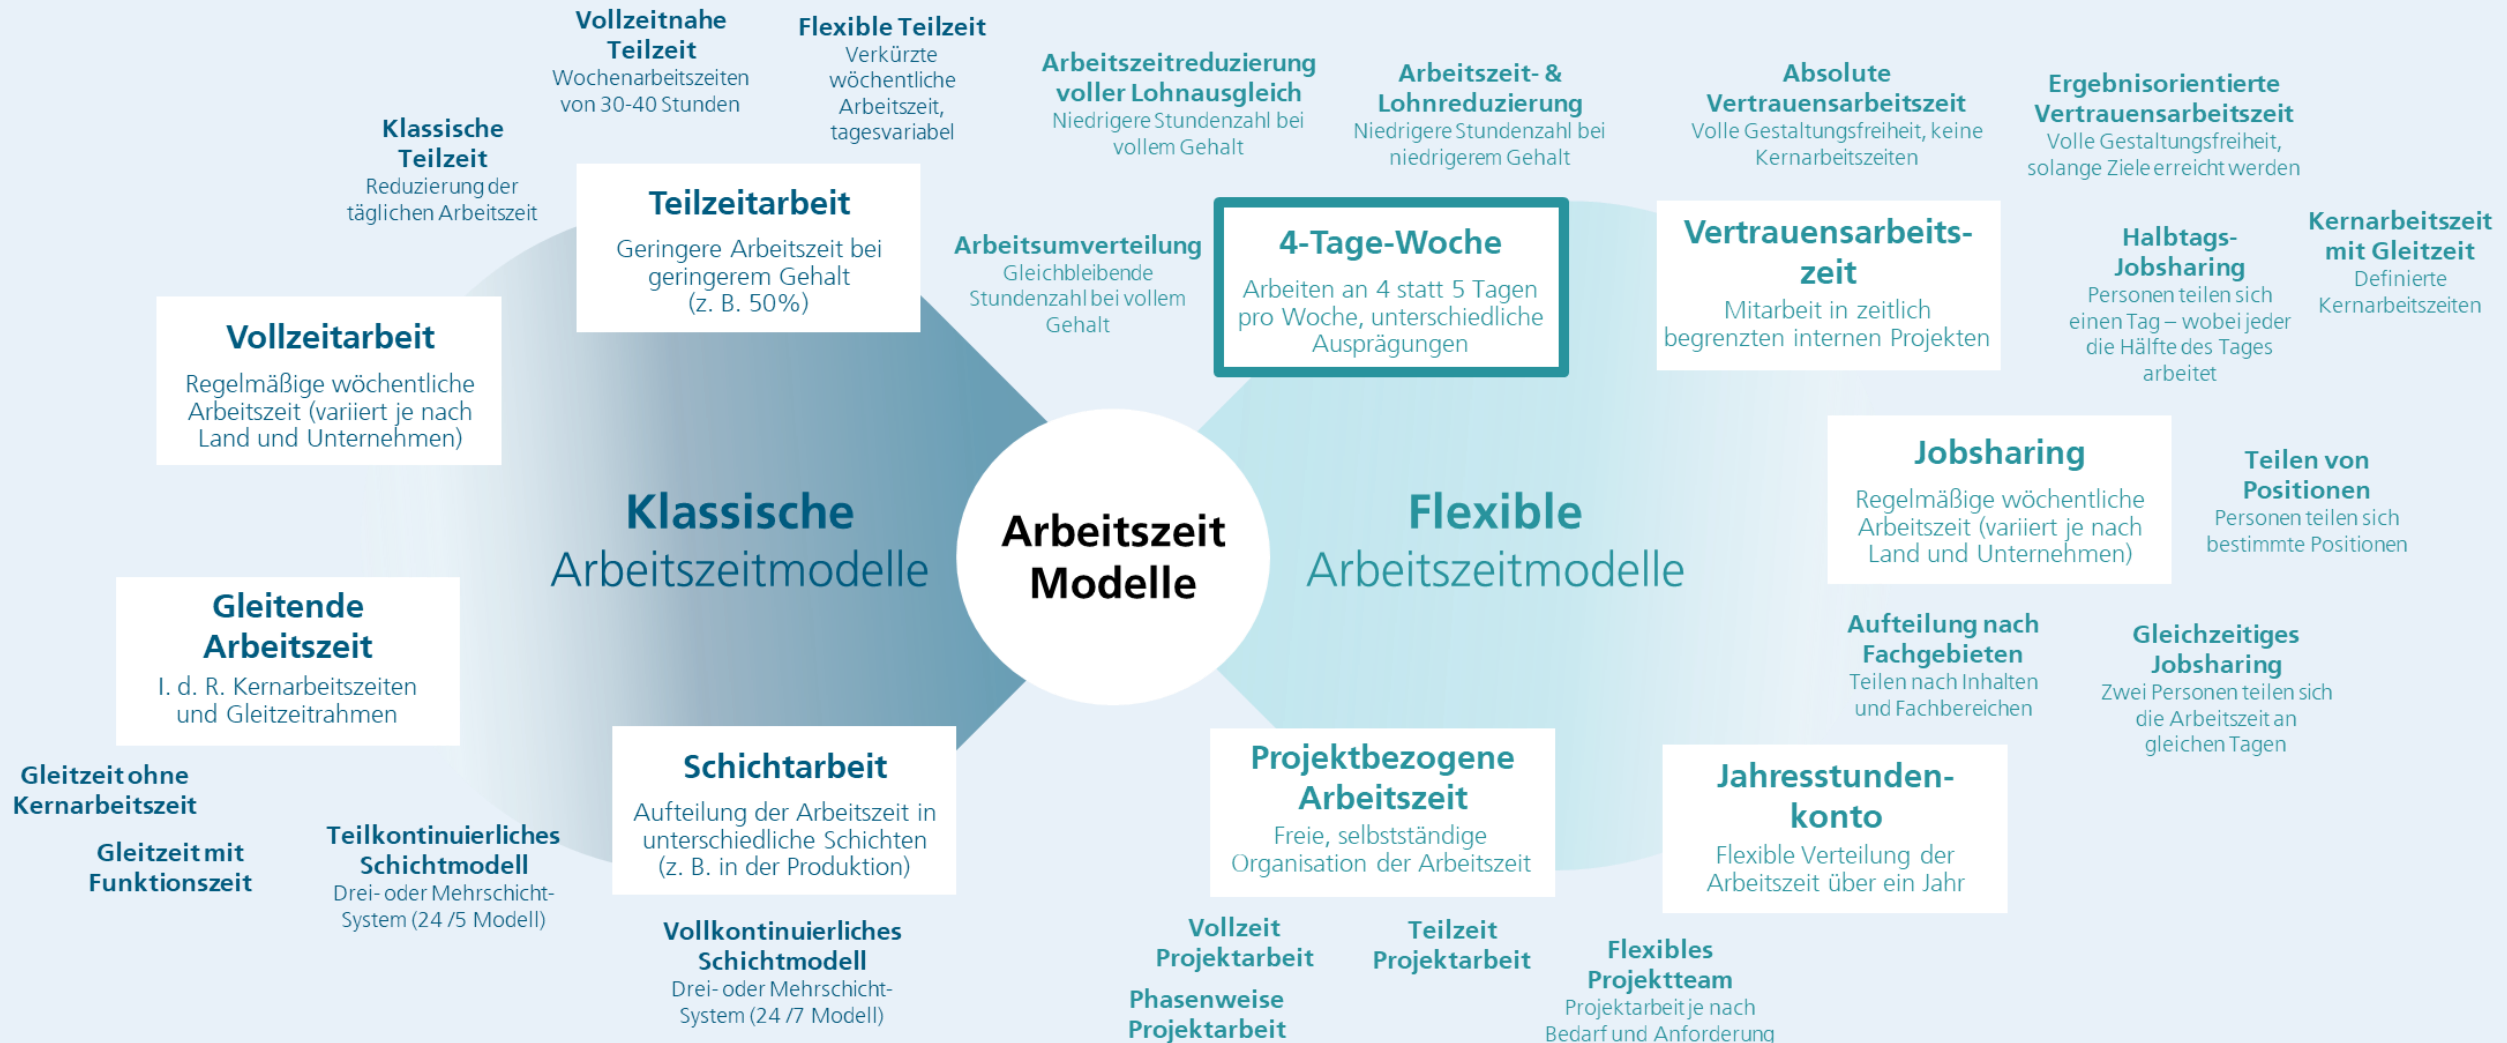 Vollzeitnahe
Teilzeit
Wochenarbeitszeiten
von 30-40 Stunden
Flexible Teilzeit
Verkürzte
wöchentliche
Arbeitszeit,
tagesvariabel
Klassische
Teilzeit
Reduzierung der
täglichen Arbeitszeit
Teilzeitarbeit
Geringere Arbeitszeit bei
geringerem Gehalt
(z. B. 50%)
Vollzeitarbeit
Regelmäßige wöchentliche
Arbeitszeit (variiert je nach
Land und Unternehmen)
Klassische
Arbeitszeitmodelle
Gleitende
Arbeitszeit
I. d. R. Kernarbeitszeiten
und Gleitzeitrahmen
Gleitzeit ohne
Kernarbeitszeit
Gleitzeit mit
Funktionszeit
Schichtarbeit
Aufteilung der Arbeitszeit in
unterschiedliche Schichten
(z. B. in der Produktion)
Teilkontinuierliches
Schichtmodell
Drei- oder Mehrschicht-
System (24 /5 Modell)
Vollkontinuierliches
Schichtmodell
Drei- oder Mehrschicht-
System (24 /7 Modell)
Arbeitszeit
Modelle
Flexible
Arbeitszeitmodelle
Arbeitszeitreduzierung
voller Lohnausgleich
Niedrigere Stundenzahl bei
vollem Gehalt
Arbeitszeit- &
Lohnreduzierung
Niedrigere Stundenzahl bei
niedrigerem Gehalt
Arbeitsumverteilung
Gleichbleibende
Stundenzahl bei vollem
Gehalt
4-Tage-Woche
Arbeiten an 4 statt 5 Tagen
pro Woche, unterschiedliche
Ausprägungen
Absolute
Vertrauensarbeitszeit
Volle Gestaltungsfreiheit, keine
Kernarbeitszeiten
Ergebnisorientierte
Vertrauensarbeitszeit
Volle Gestaltungsfreiheit,
solange Ziele erreicht werden
Vertrauensarbeits-
zeit
Mitarbeit in zeitlich
begrenzten internen Projekten
Kernarbeitszeit
mit Gleitzeit
Definierte
Kernarbeitszeiten
Halbtags-
Jobsharing
Personen teilen sich
einen Tag – wobei jeder
die Hälfte des Tages
arbeitet
Jobsharing
Regelmäßige wöchentliche
Arbeitszeit (variiert je nach
Land und Unternehmen)
Teilen von
Positionen
Personen teilen sich
bestimmte Positionen
Aufteilung nach
Fachgebieten
Teilen nach Inhalten
und Fachbereichen
Gleichzeitiges
Jobsharing
Zwei Personen teilen sich
die Arbeitszeit an
gleichen Tagen
Projektbezogene
Arbeitszeit
Freie, selbstständige
Organisation der Arbeitszeit
Jahresstunden-
konto
Flexible Verteilung der
Arbeitszeit über ein Jahr
Vollzeit
Projektarbeit
Teilzeit
Projektarbeit
Phasenweise
Projektarbeit
Flexibles
Projektteam
Projektarbeit je nach
Bedarf und Anforderung